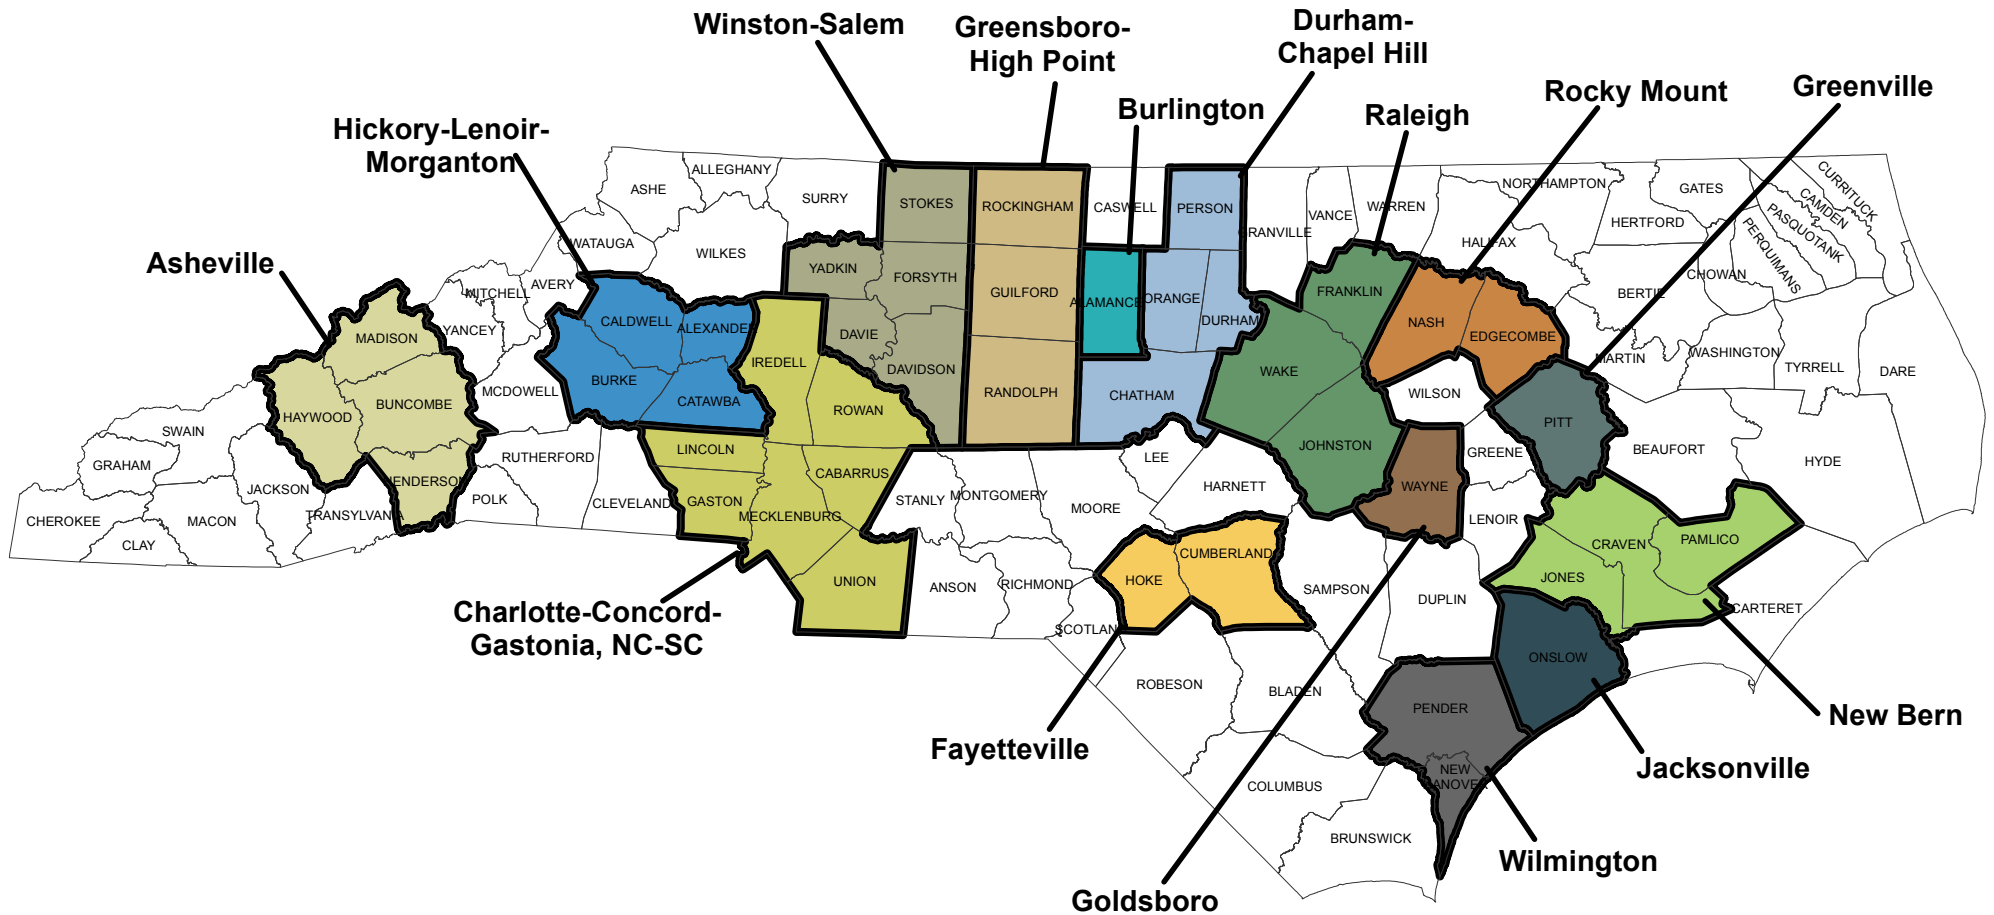 Winston-Salem
Greensboro-
High Point
Durham-
Chapel Hill
Burlington
Raleigh
Rocky Mount
Greenville
Hickory-Lenoir-
Morganton
Asheville
Charlotte-Concord-
Gastonia, NC-SC
Fayetteville
Goldsboro
Wilmington
Jacksonville
New Bern
ASHE
ALLEGHANY
SURRY
STOKES
ROCKINGHAM
CASWELL
PERSON
GRANVILLE
VANCE
WARREN
NORTHAMPTON
GATES
CURRITUCK
CAMDEN
PASQUOTANK
PERQUIMANS
HERTFORD
HALIFAX
CHOWAN
BERTIE
WATAUGA
WILKES
YADKIN
FORSYTH
GUILFORD
ALAMANCE
ORANGE
DURHAM
FRANKLIN
NASH
EDGECOMBE
MARTIN
WASHINGTON
TYRRELL
DARE
AVERY
MITCHELL
YANCEY
CALDWELL
ALEXANDER
IREDELL
DAVIE
DAVIDSON
RANDOLPH
CHATHAM
WAKE
WILSON
PITT
MADISON
BUNCOMBE
HAYWOOD
MCDOWELL
BURKE
CATAWBA
ROWAN
JOHNSTON
GREENE
BEAUFORT
HYDE
SWAIN
GRAHAM
JACKSON
HENDERSON
RUTHERFORD
POLK
CLEVELAND
LINCOLN
GASTON
CABARRUS
MECKLENBURG
STANLY
MONTGOMERY
MOORE
LEE
HARNETT
WAYNE
LENOIR
CRAVEN
PAMLICO
CHEROKEE
CLAY
MACON
TRANSYLVANIA
UNION
ANSON
RICHMOND
SCOTLAN
HOKE
CUMBERLAND
SAMPSON
DUPLIN
JONES
CARTERET
ONSLOW
ROBESON
BLADEN
PENDER
NEW
HANOVER
COLUMBUS
BRUNSWICK